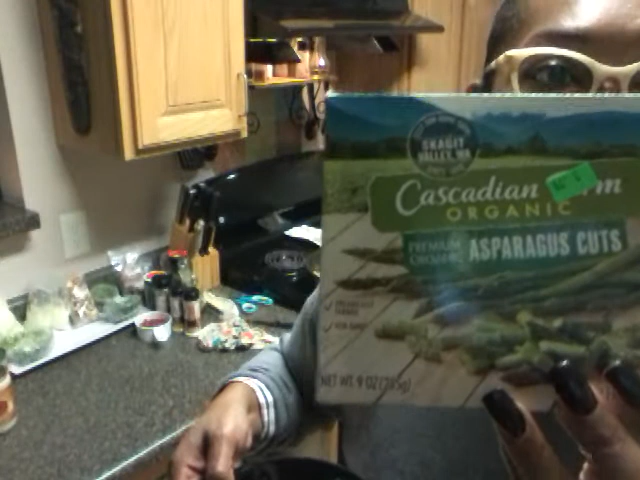 SKAGIT
VALLEY, WA
Cascadian
ORGANIC
PREMIUM
ORGANIC
ASPARAGUS CUTS
NET WT. 9 OZ